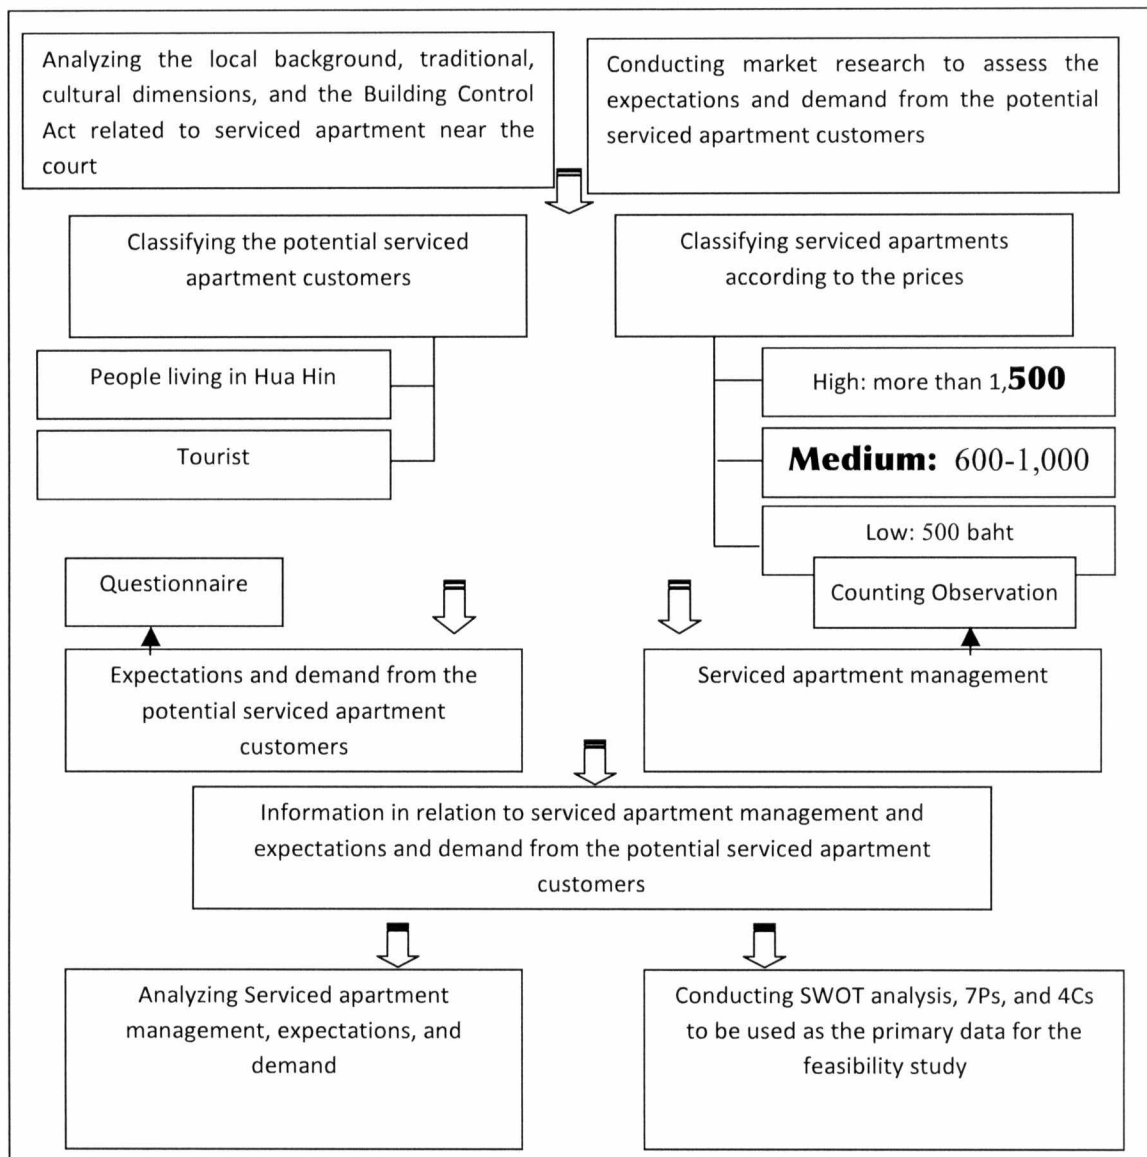 Analyzing the local background, traditional,
cultural dimensions, and the Building Control
Act related to serviced apartment near the
court
Conducting market research to assess the
expectations and demand from the potential
serviced apartment customers
Classifying the potential serviced
apartment customers
Classifying serviced apartments
according to the prices
People living in Hua Hin
Tourist
High: more than 1,500
Medium: 600-1,000
Low: 500 baht
Questionnaire
Counting Observation
Expectations and demand from the
potential serviced apartment
customers
Serviced apartment management
Information in relation to serviced apartment management and
expectations and demand from the potential serviced apartment
customers
Analyzing Serviced apartment
management, expectations, and
demand
Conducting SWOT analysis, 7Ps, and 4Cs
to be used as the primary data for the
feasibility study